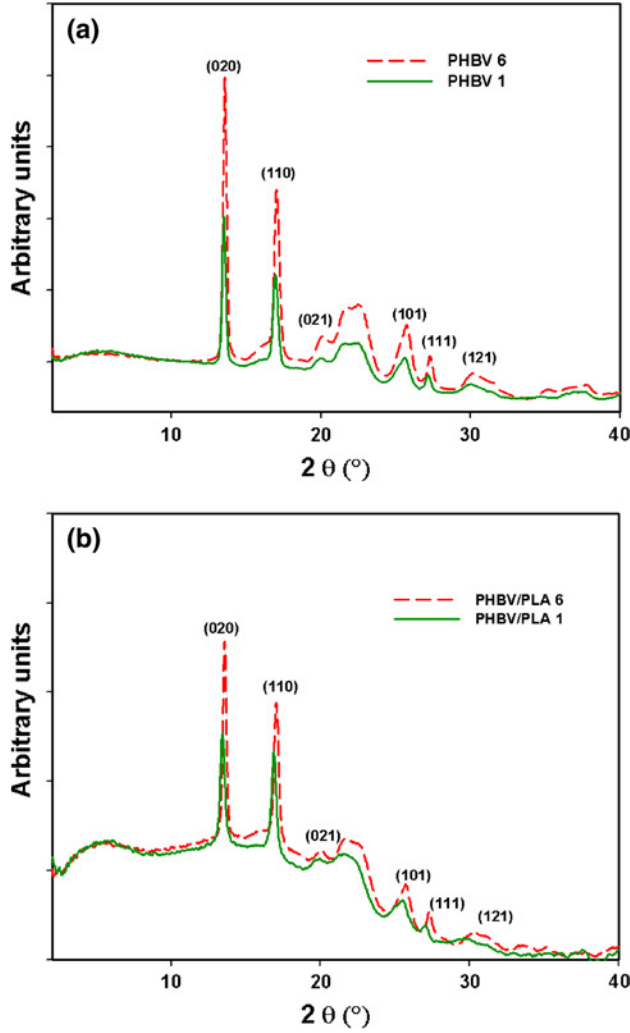 (a)
PHBV 6
PHBV 1
(020)
(110)
(021)
(101)
(111)
(121)
Arbitrary units
10 20 30 40
2 θ (°)
(b)
PHBV/PLA 6
PHBV/PLA 1
(020)
(110)
(021)
(101)
(111)
(121)
Arbitrary units
10 20 30 40
2 θ (°)